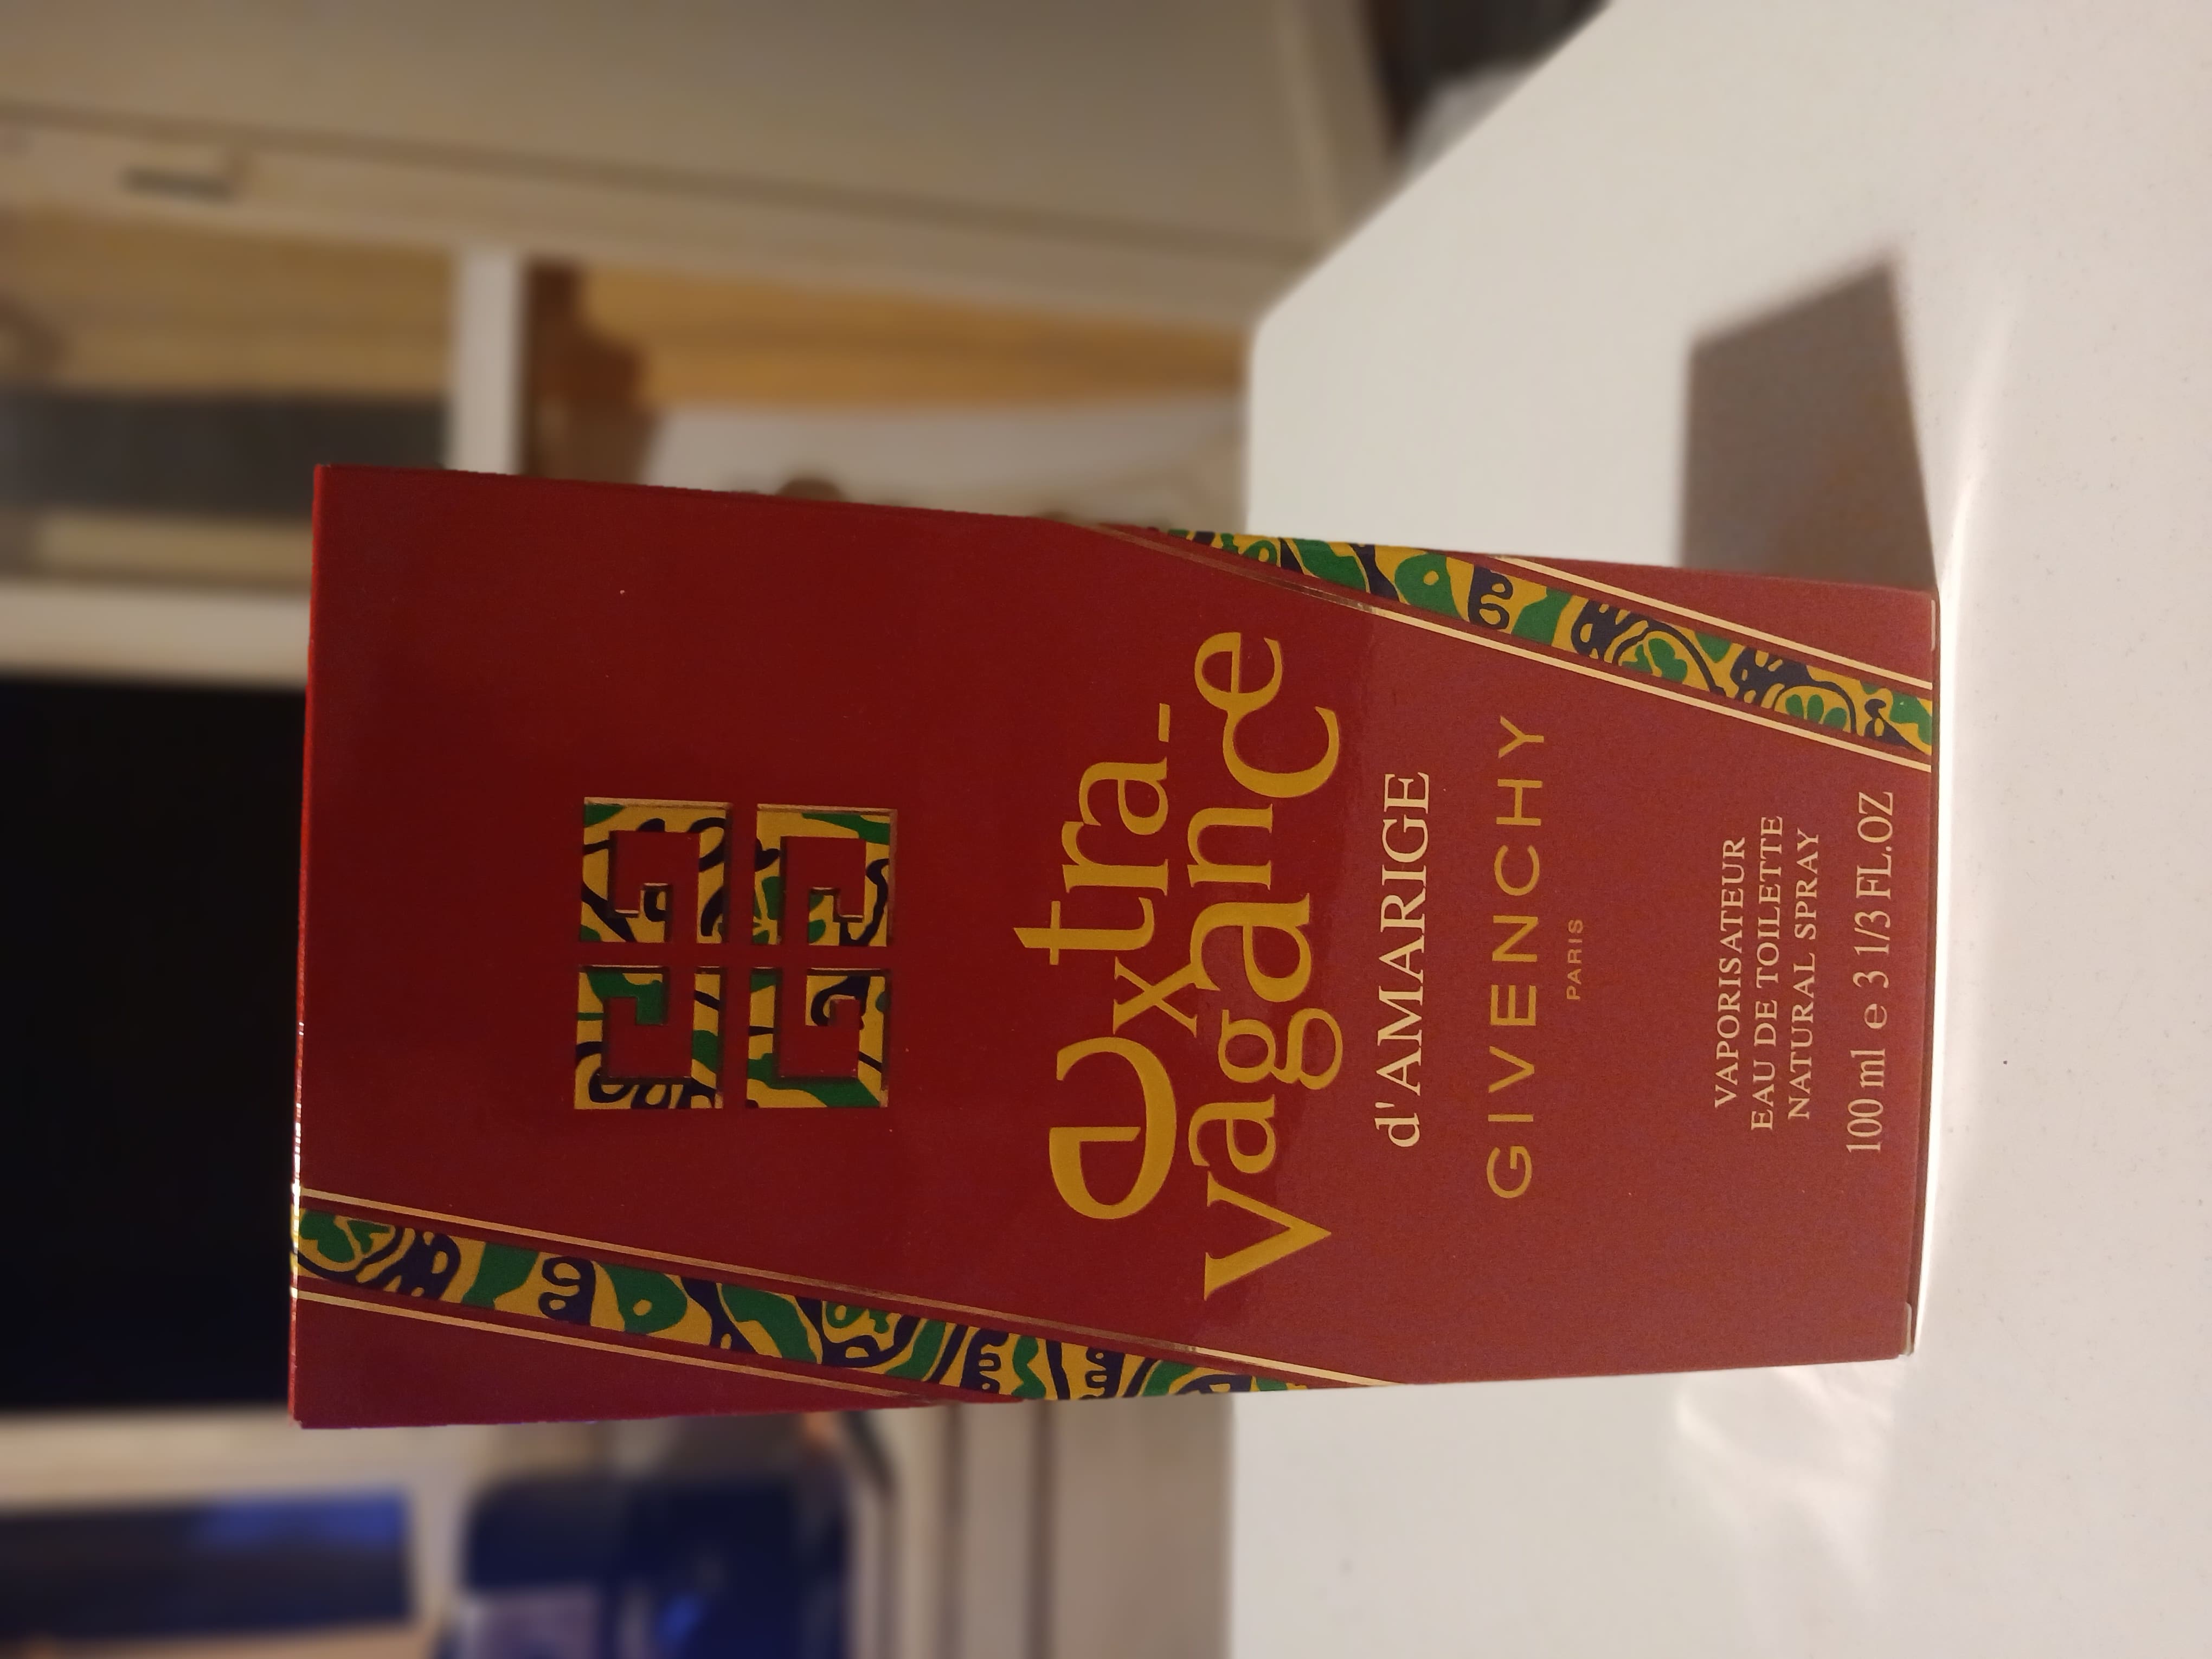 extra-
vagance
d'AMARIGE
GIVENCHY
PARIS
VAPORISATEUR
EAU DE TOILETTE
NATURAL SPRAY
100 ml e 3 1/3 FL.OZ